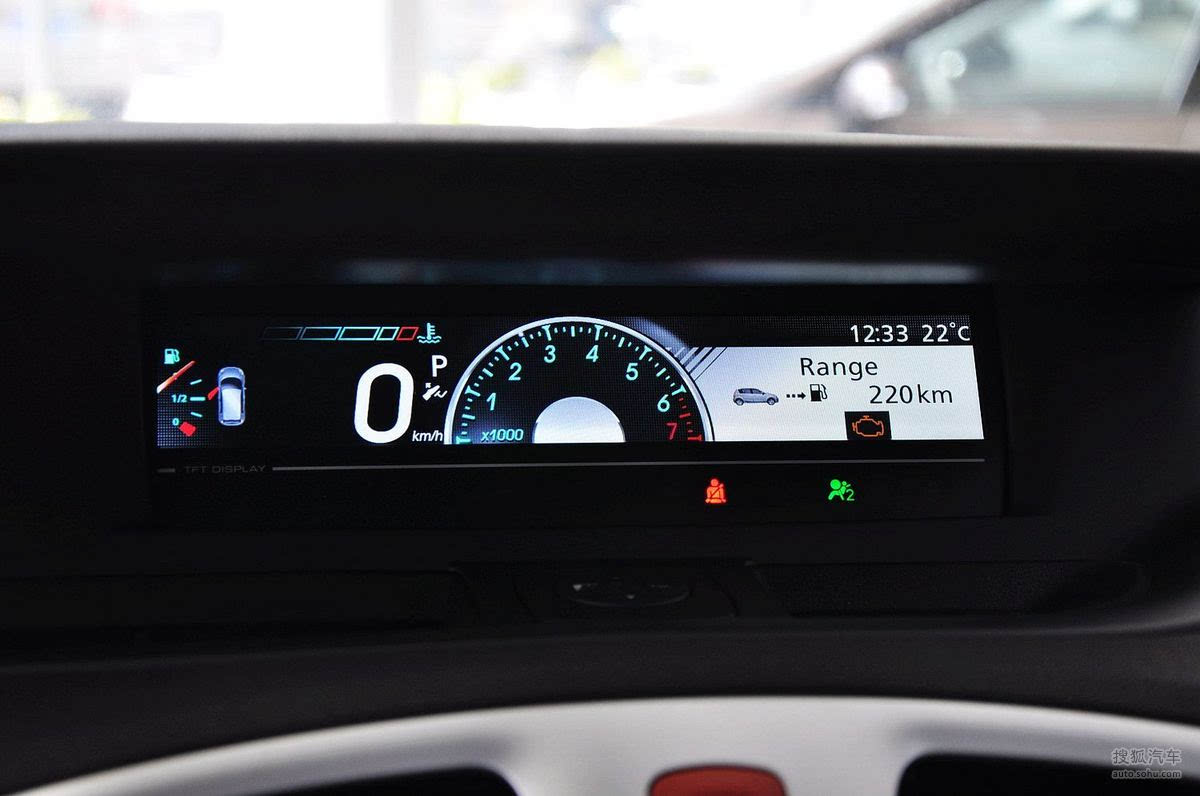 12:33 22°C
Range
220km
P
0 km/h
1/2
0
1 2 3 4 5 6 7
x1000
TFT DISPLAY
2
搜狐汽车
auto.sohu.com